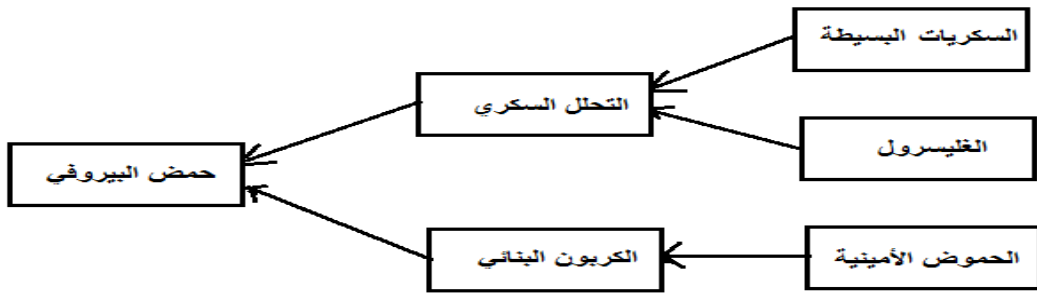 السكريات البسيطة
التحلل السكري
الغليسرول
حمض البيروفي
الكربون البنائي
الحموض الأمينية